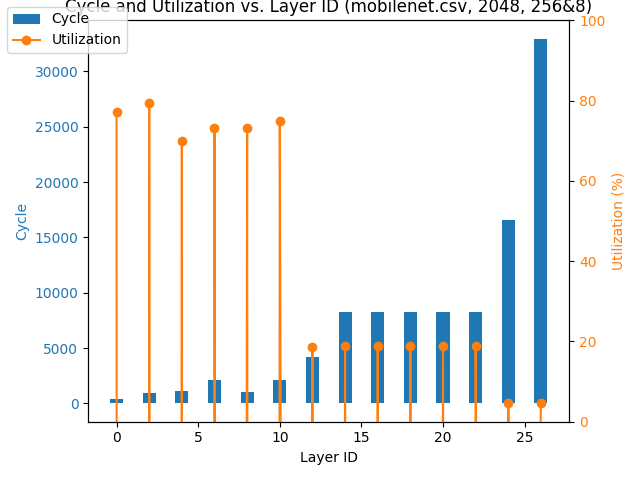 Cycle and Utilization vs. Layer ID (mobilenet.csv, 2048, 256&8)
Cycle
Utilization
100
80
60
40
20
0
30000
25000
20000
15000
10000
5000
0
Cycle
Utilization (%)
0 5 10 15 20 25
Layer ID